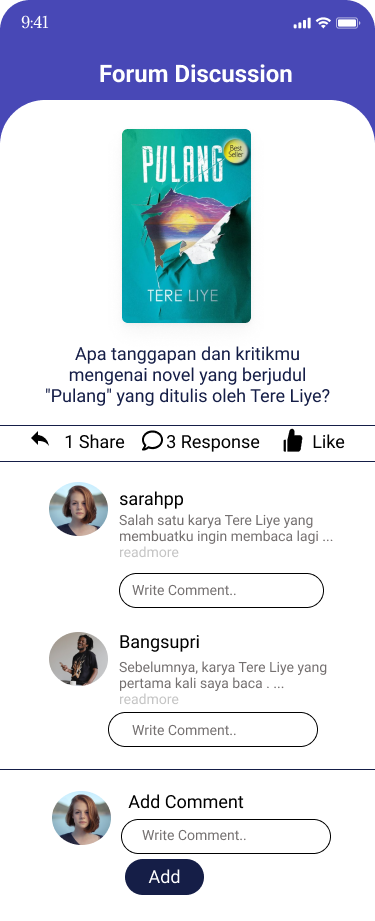 9:41
Forum Discussion
PULANG
Best
Seller
TERE LIYE
Apa tanggapan dan kritikmu
mengenai novel yang berjudul
"Pulang" yang ditulis oleh Tere Liye?
1 Share 3 Response Like
sarahpp
Salah satu karya Tere Liye yang
membuatku ingin membaca lagi ...
readmore
Write Comment..
Bangsupri
Sebelumnya, karya Tere Liye yang
pertama kali saya baca . ...
readmore
Write Comment..
Add Comment
Write Comment..
Add